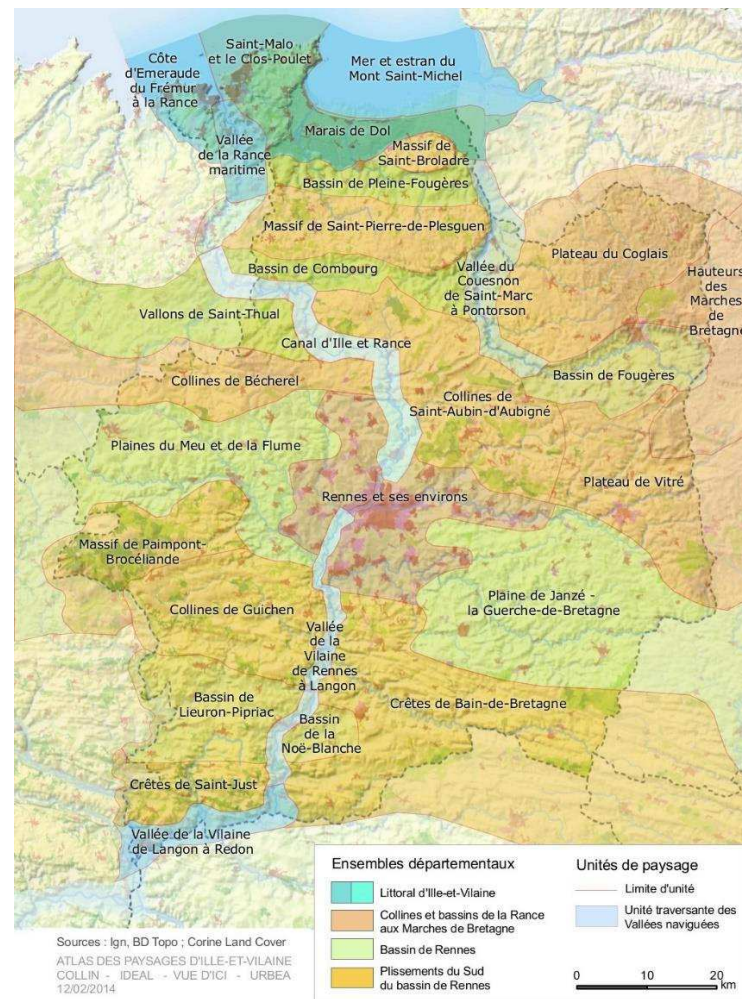 Côte
d'Emeraude
du Frémur
à la Rance
Saint-Malo
et le Clos-Poulet
Mer et estran du
Mont Saint-Michel
Vallée
de la Rance
maritime
Marais de Dol
Massif de
Saint-Broladre
Bassin de Pleine-Fougères
Massif de Saint-Pierre-de-Plesguen
Plateau du Coglais
Bassin de Combourg
Vallée du
Couesnon
de Saint-Marc
à Pontorson
Hauteurs
des
Marches
de
Bretagne
Vallons de Saint-Thual
Canal d'Ille et Rance
Collines de Bécherel
Bassin de Fougères
Collines de
Saint-Aubin-d'Aubigné
Plaines du Meu et de la Flume
Plateau de Vitré
Rennes et ses environs
Massif de Paimpont-
Brocéliande
Plaine de Janzé -
la Guerche-de-Bretagne
Collines de Guichen
Vallée
de la
Vilaine
de Rennes
à Langon
Bassin de
Lieuron-Pipriac
Crêtes de Bain-de-Bretagne
Bassin
de la
Noë-Blanche
Crêtes de Saint-Just
Vallée de la Vilaine
de Langon à Redon
Ensembles départementaux
Littoral d'Ille-et-Vilaine
Collines et bassins de la Rance
aux Marches de Bretagne
Bassin de Rennes
Plissements du Sud
du bassin de Rennes
Unités de paysage
Limite d'unité
Unité traversante des
Vallées naviguées
0 10 20
km
Sources : Ign, BD Topo ; Corine Land Cover
ATLAS DES PAYSAGES D'ILLE-ET-VILAINE
COLLIN - IDEAL - VUE D'ICI - URBEA
12/02/2014